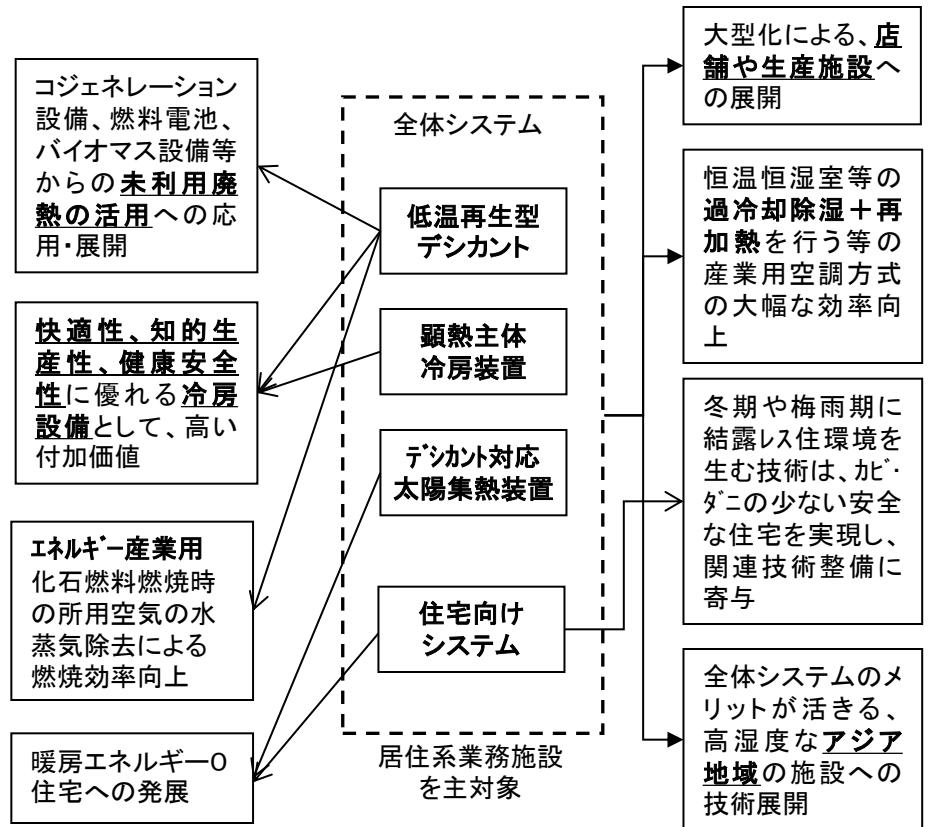 コジェネレーション
設備、燃料電池、
バイオマス設備等
からの未利用廃
熱の活用への応
用・展開
快適性、知的生
産性、健康安全
性に優れる冷房
設備として、高い
付加価値
エネルギー産業用
化石燃料燃焼時
の所用空気の水
蒸気除去による
燃焼効率向上
暖房エネルギー0
住宅への発展
全体システム
低温再生型
デシカント
顕熱主体
冷房装置
デシカント対応
太陽集熱装置
住宅向け
システム
居住系業務施設
を主対象
大型化による、店
舗や生産施設へ
の展開
恒温恒湿室等の
過冷却除湿＋再
加熱を行う等の
産業用空調方式
の大幅な効率向
上
冬期や梅雨期に
結露レス住環境を
生む技術は、カビ・
ダニの少ない安全
な住宅を実現し、
関連技術整備に
寄与
全体システムのメ
リットが活きる、
高湿度なアジア
地域の施設への
技術展開